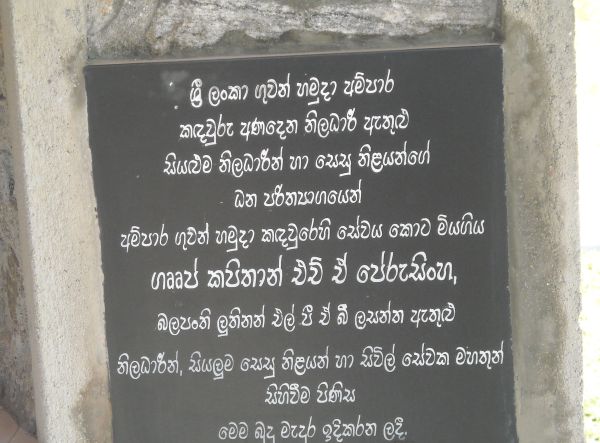 ශ්‍රී ලංකා ගුවන් හමුදා අම්පාර
කඳවුරු අණදෙන නිලධාරී ඇතුළු
සියළුම නිලධාරීන් හා සෙසු නිළයන්ගේ
ධන පරිත්‍යාගයෙන්
අම්පාර ගුවන් හමුදා කඳවුරෙහි සේවය කොට මියගිය
ගෲප් කපිතාන් එච් ඒ පේරුසිංහ,
බලපංති ලුතිනන් එල් පී ඒ බී ලසන්ත ඇතුළු
නිලධාරීන්, සියලුම සෙසු නිළයන් හා සිවිල් සේවක මහතුන්
සිහිවීම පිණිස
මෙම බුදු මැදුර ඉදිකරන ලදී.